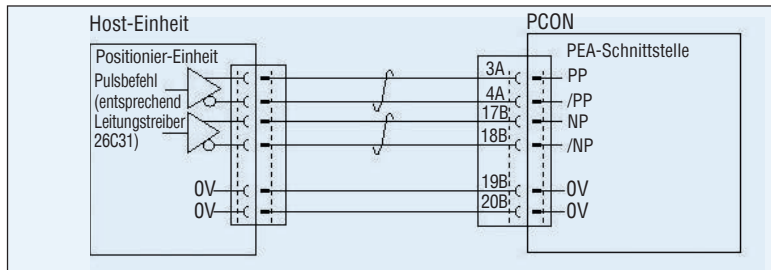 Host-Einheit
PCON
Positionier-Einheit
PEA-Schnittstelle
Pulsbefehl
(entsprechend
Leitungstreiber
26C31)
3A
PP
4A
/PP
17B
NP
18B
/NP
0V
19B
0V
0V
20B
0V